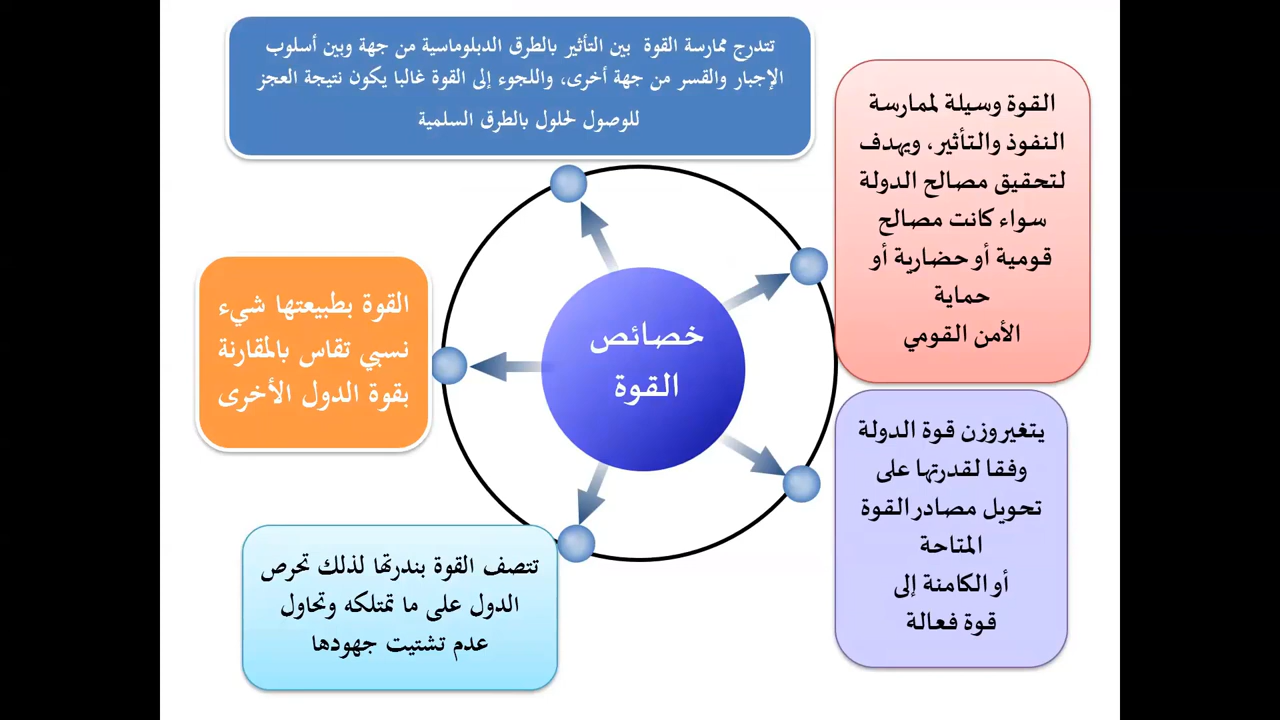 تتدرج ممارسة القوة بين التأثير بالطرق الدبلوماسية من جهة وبين أسلوب
الإجبار والقسر من جهة أخرى، واللجوء إلى القوة غالبا يكون نتيجة العجز
للوصول لحلول بالطرق السلمية
القوة وسيلة لممارسة
النفوذ والتأثير، ويهدف
لتحقيق مصالح الدولة
سواء كانت مصالح
قومية أو حضارية أو
حماية
الأمن القومي
خصائص
القوة
القوة بطبيعتها شيء
نسبي تقاس بالمقارنة
بقوة الدول الأخرى
يتغير وزن قوة الدولة
وفقا لقدرتها على
تحويل مصادر القوة
المتاحة
أو الكامنة إلى
قوة فعالة
تتصف القوة بندرتها لذلك تحرص
الدول على ما تمتلكه وتحاول
عدم تشتيت جهودها